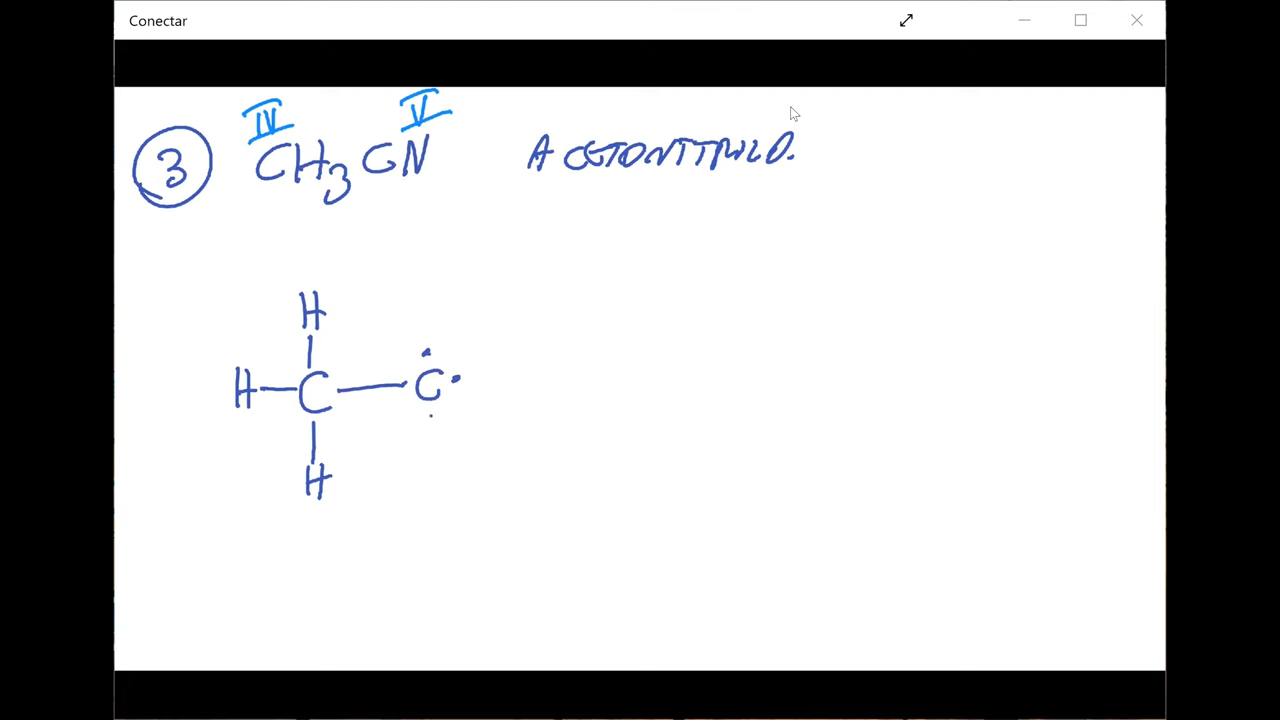 Conectar
IV V
3 CH3CN ACETONITRILO.
H
H-C-C
H